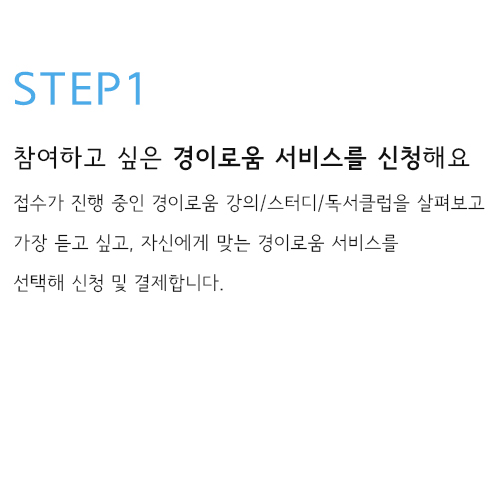 STEP1
참여하고 싶은 경이로움 서비스를 신청해요
접수가 진행 중인 경이로움 강의/스터디/독서클럽을 살펴보고
가장 듣고 싶고, 자신에게 맞는 경이로움 서비스를
선택해 신청 및 결제합니다.